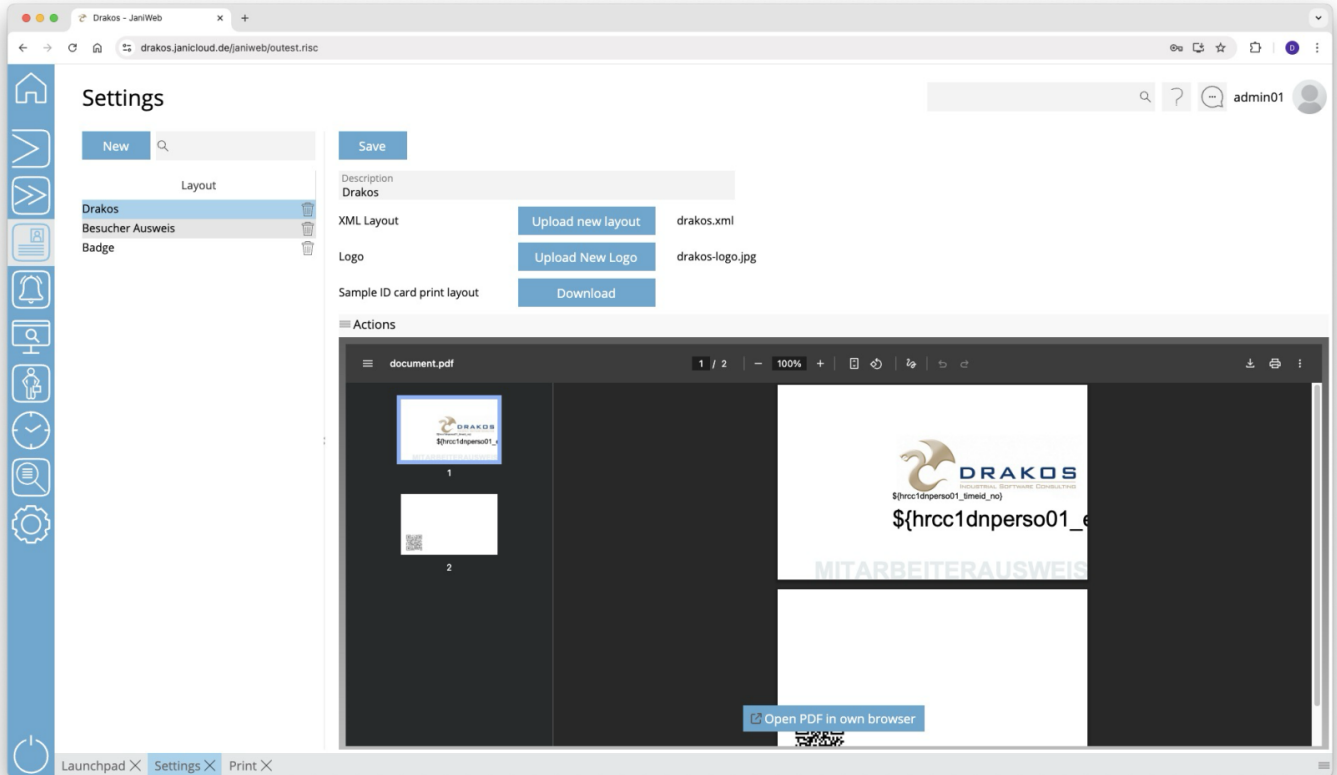 Drakos - JaniWeb
drakos.janicloud.de/janiweb/outest.risc
D
Settings
admin01
New
Save
Layout
Drakos
Besucher Ausweis
Badge
Description
Drakos
XML Layout
Upload new layout
drakos.xml
Logo
Upload New Logo
drakos-logo.jpg
Sample ID card print layout
Download
Actions
document.pdf
1 / 2
100%
DRAKOS
${hrcc1dnperso01_e
MITARBEITERAUSWEIS
1
2
DRAKOS
INDUSTRIAL SOFTWARE CONSULTING
${hrcc1dnperso01_timeid_no}
${hrcc1dnperso01_e
MITARBEITERAUSWEIS
Open PDF in own browser
Launchpad
Settings
Print